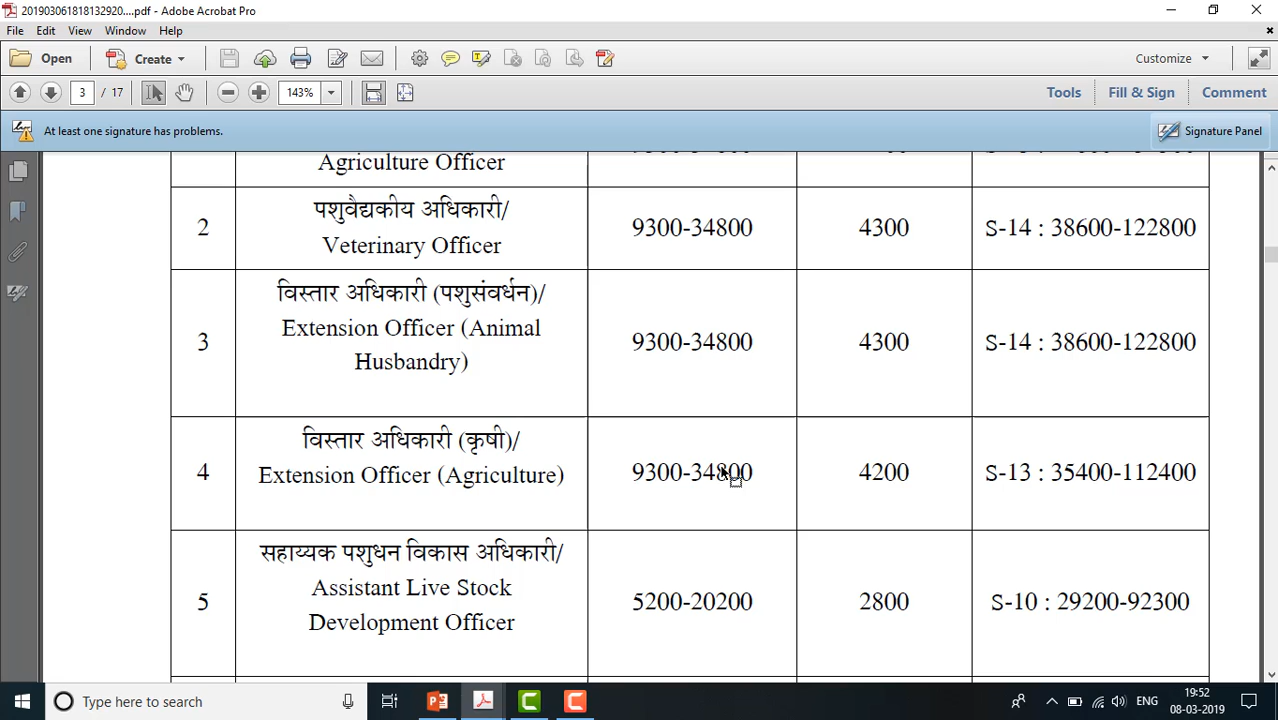 201903061818132920....pdf - Adobe Acrobat Pro
File Edit View Window Help
Open Create Customize
3 / 17 143% Tools Fill & Sign Comment
At least one signature has problems. Signature Panel
Agriculture Officer
2 पशुवैद्यकीय अधिकारी/ 9300-34800 4300 S-14 : 38600-122800
Veterinary Officer
3 विस्तार अधिकारी (पशुसंवर्धन)/ 9300-34800 4300 S-14 : 38600-122800
Extension Officer (Animal
Husbandry)
4 विस्तार अधिकारी (कृषी)/ 9300-34800 4200 S-13 : 35400-112400
Extension Officer (Agriculture)
5 सहाय्यक पशुधन विकास अधिकारी/ 5200-20200 2800 S-10 : 29200-92300
Assistant Live Stock
Development Officer
Type here to search ENG 19:52
08-03-2019